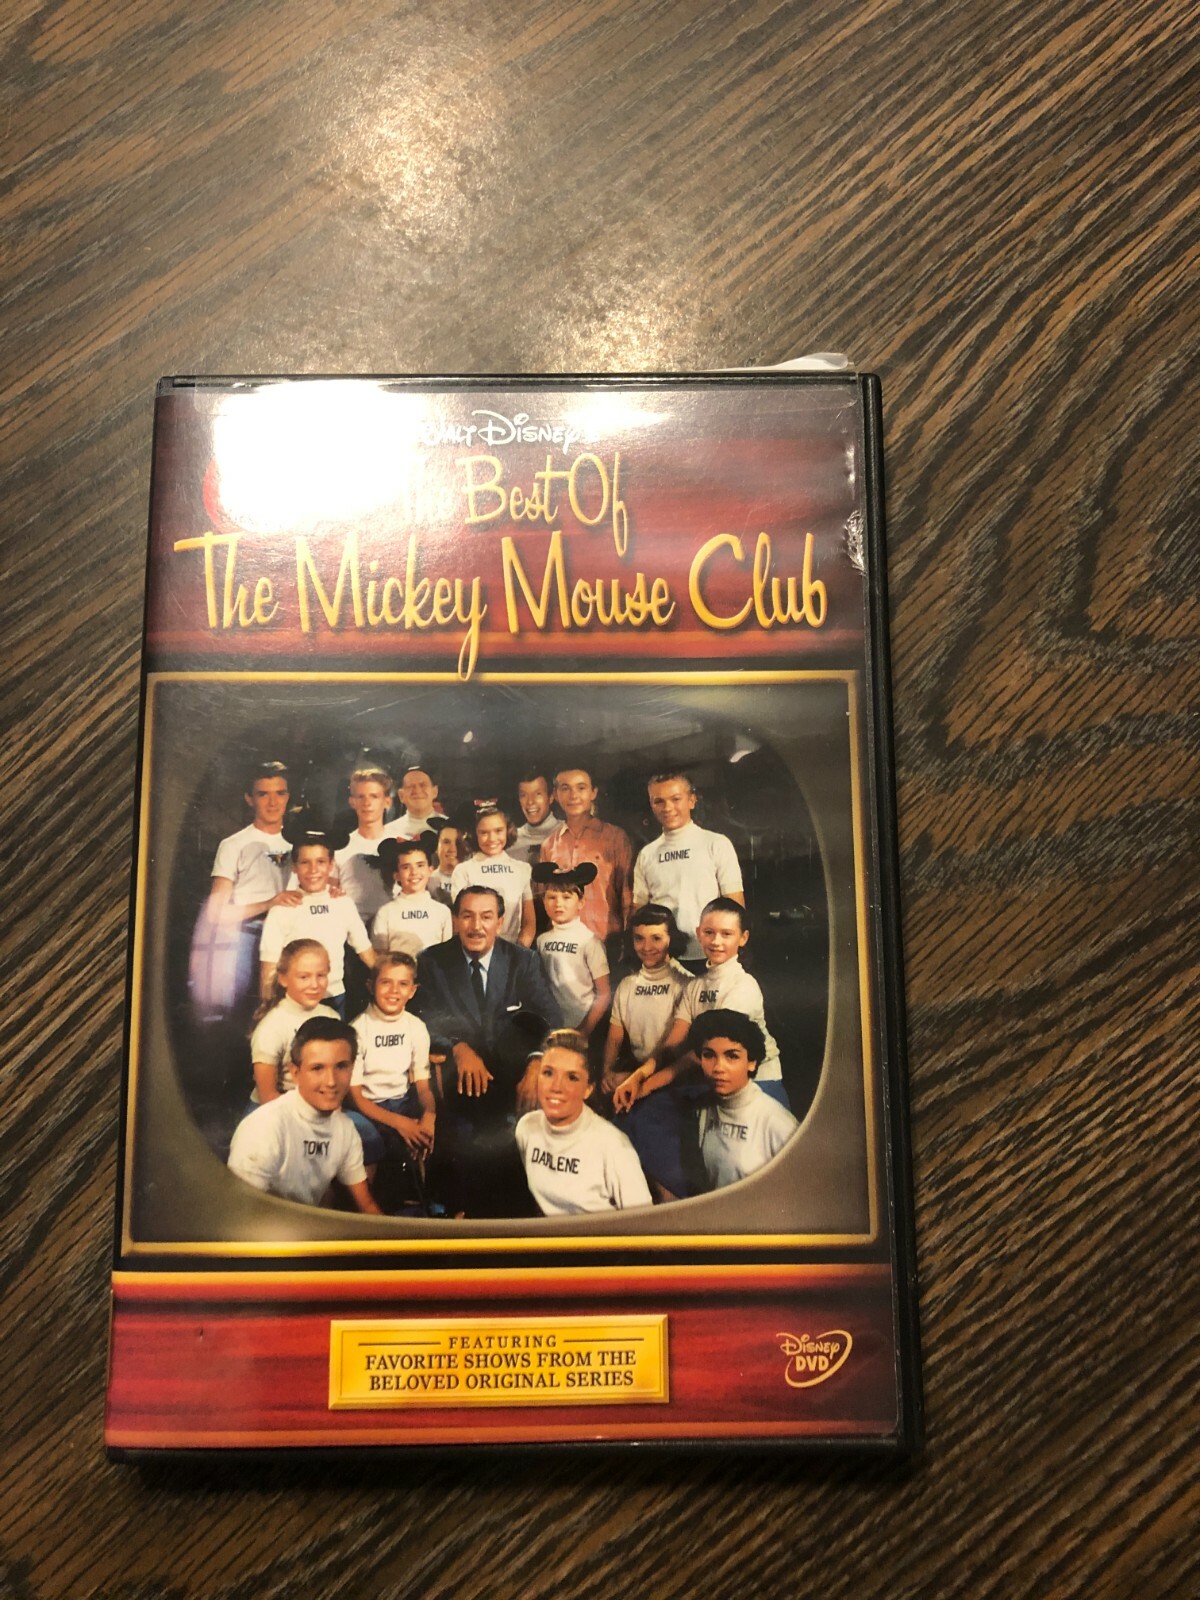 Walt Disney's
The Best Of
The Mickey Mouse Club
LONNIE
CHERYL
DON
LINDA
MOOCHIE
SHARON
CUBBY
TOMMY
DARLENE
FEATURING
FAVORITE SHOWS FROM THE
BELOVED ORIGINAL SERIES
Disney
DVD